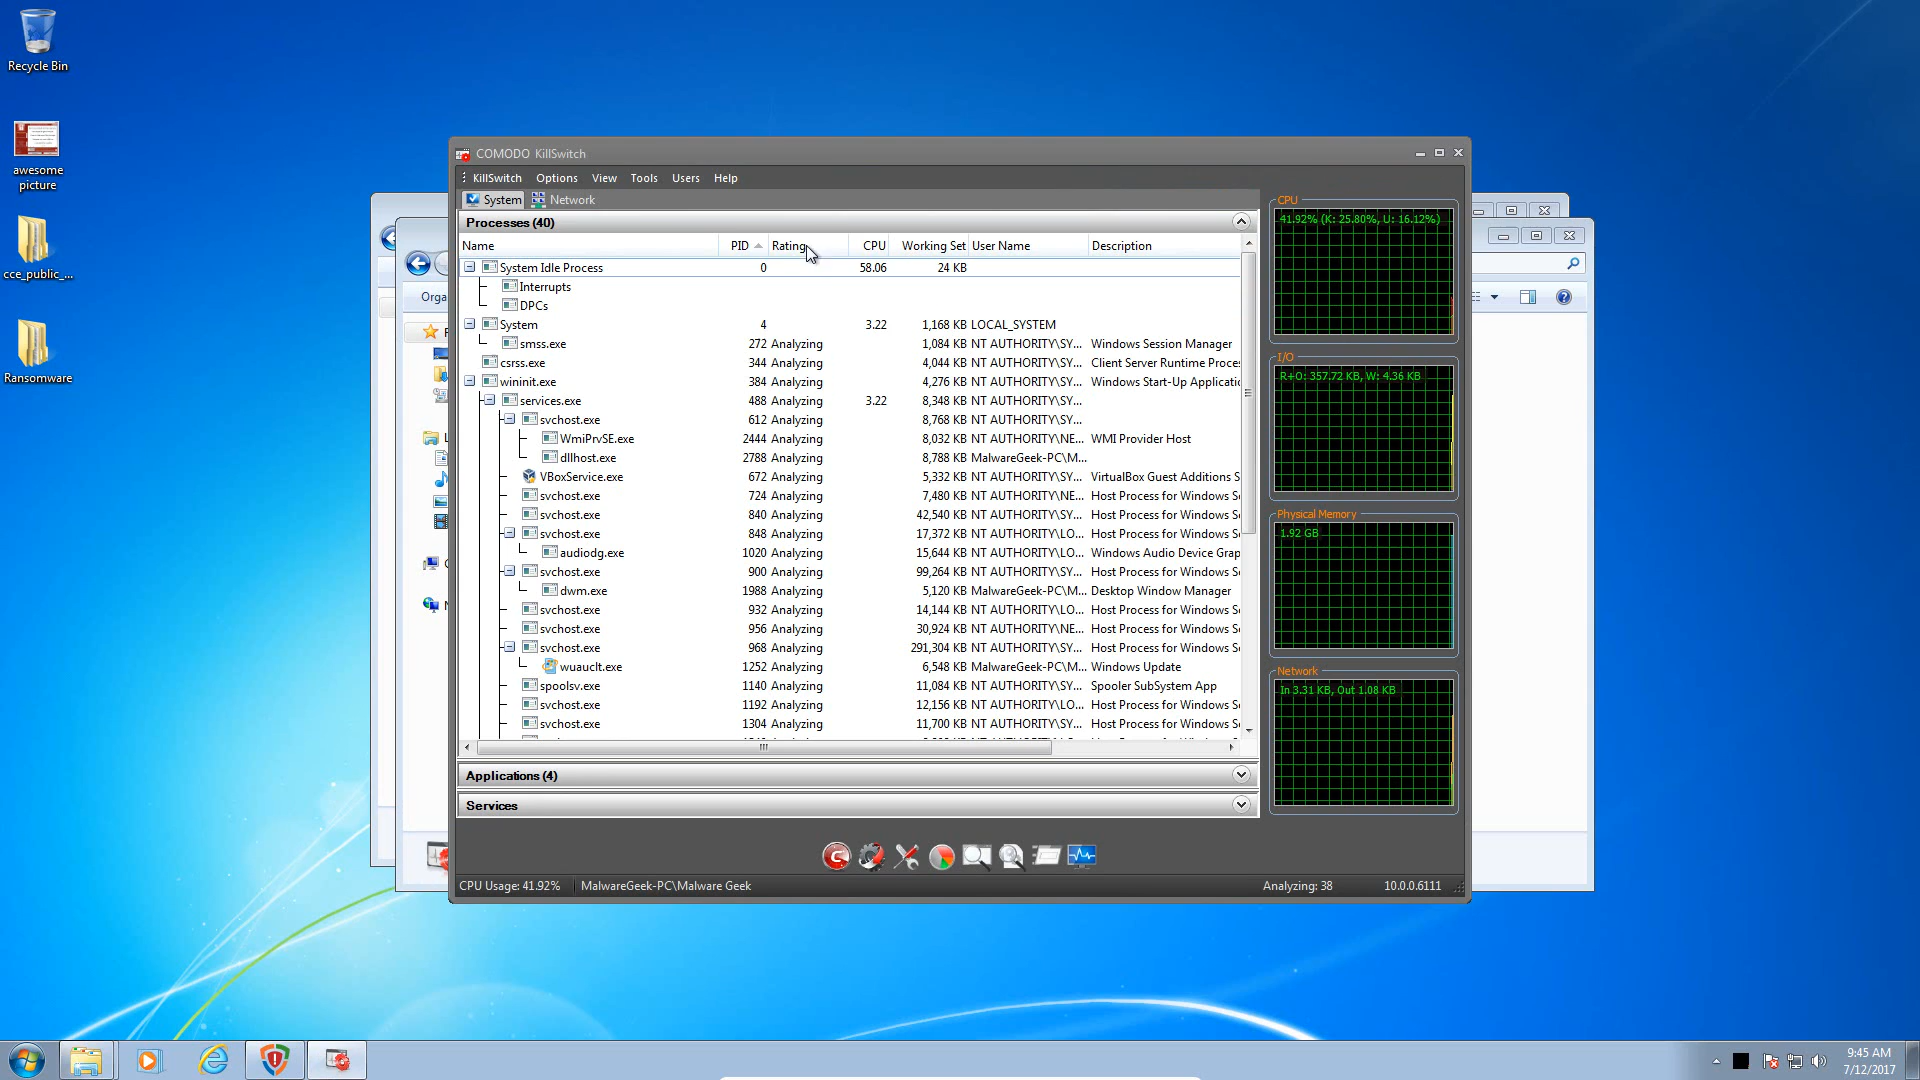 Recycle Bin
awesome
picture
cce_public_...
Ransomware
Orga
COMODO KillSwitch
KillSwitch Options View Tools Users Help
System Network
Processes (40)
Name PID Rating CPU Working Set User Name Description
System Idle Process 0 58.06 24 KB
Interrupts
DPCs
System 4 3.22 1,168 KB LOCAL_SYSTEM
smss.exe 272 Analyzing 1,084 KB NT AUTHORITY\SY... Windows Session Manager
csrss.exe 344 Analyzing 4,044 KB NT AUTHORITY\SY... Client Server Runtime Proce
wininit.exe 384 Analyzing 4,276 KB NT AUTHORITY\SY... Windows Start-Up Applicati
services.exe 488 Analyzing 3.22 8,348 KB NT AUTHORITY\SY...
svchost.exe 612 Analyzing 8,768 KB NT AUTHORITY\SY...
WmiPrvSE.exe 2444 Analyzing 8,032 KB NT AUTHORITY\NE... WMI Provider Host
dllhost.exe 2788 Analyzing 8,788 KB MalwareGeek-PC\M...
VBoxService.exe 672 Analyzing 5,332 KB NT AUTHORITY\SY... VirtualBox Guest Additions S
svchost.exe 724 Analyzing 7,480 KB NT AUTHORITY\NE... Host Process for Windows S
svchost.exe 840 Analyzing 42,540 KB NT AUTHORITY\LO... Host Process for Windows S
svchost.exe 848 Analyzing 17,372 KB NT AUTHORITY\LO... Host Process for Windows S
audiodg.exe 1020 Analyzing 15,644 KB NT AUTHORITY\LO... Windows Audio Device Grap
svchost.exe 900 Analyzing 99,264 KB NT AUTHORITY\SY... Host Process for Windows S
dwm.exe 1988 Analyzing 5,120 KB MalwareGeek-PC\M... Desktop Window Manager
svchost.exe 932 Analyzing 14,144 KB NT AUTHORITY\LO... Host Process for Windows S
svchost.exe 956 Analyzing 30,924 KB NT AUTHORITY\NE... Host Process for Windows S
svchost.exe 968 Analyzing 291,304 KB NT AUTHORITY\SY... Host Process for Windows S
wuauclt.exe 1252 Analyzing 6,548 KB MalwareGeek-PC\M... Windows Update
spoolsv.exe 1140 Analyzing 11,084 KB NT AUTHORITY\SY... Spooler SubSystem App
svchost.exe 1192 Analyzing 12,156 KB NT AUTHORITY\LO... Host Process for Windows S
svchost.exe 1304 Analyzing 11,700 KB NT AUTHORITY\SY... Host Process for Windows S
Applications (4)
Services
CPU
41.92% (K: 25.80%, U: 16.12%)
I/O
R+O: 357.72 KB, W: 4.36 KB
Physical Memory
1.92 GB
Network
In 3.31 KB, Out 1.08 KB
CPU Usage: 41.92% MalwareGeek-PC\Malware Geek Analyzing: 38 10.0.0.6111
9:45 AM
7/12/2017